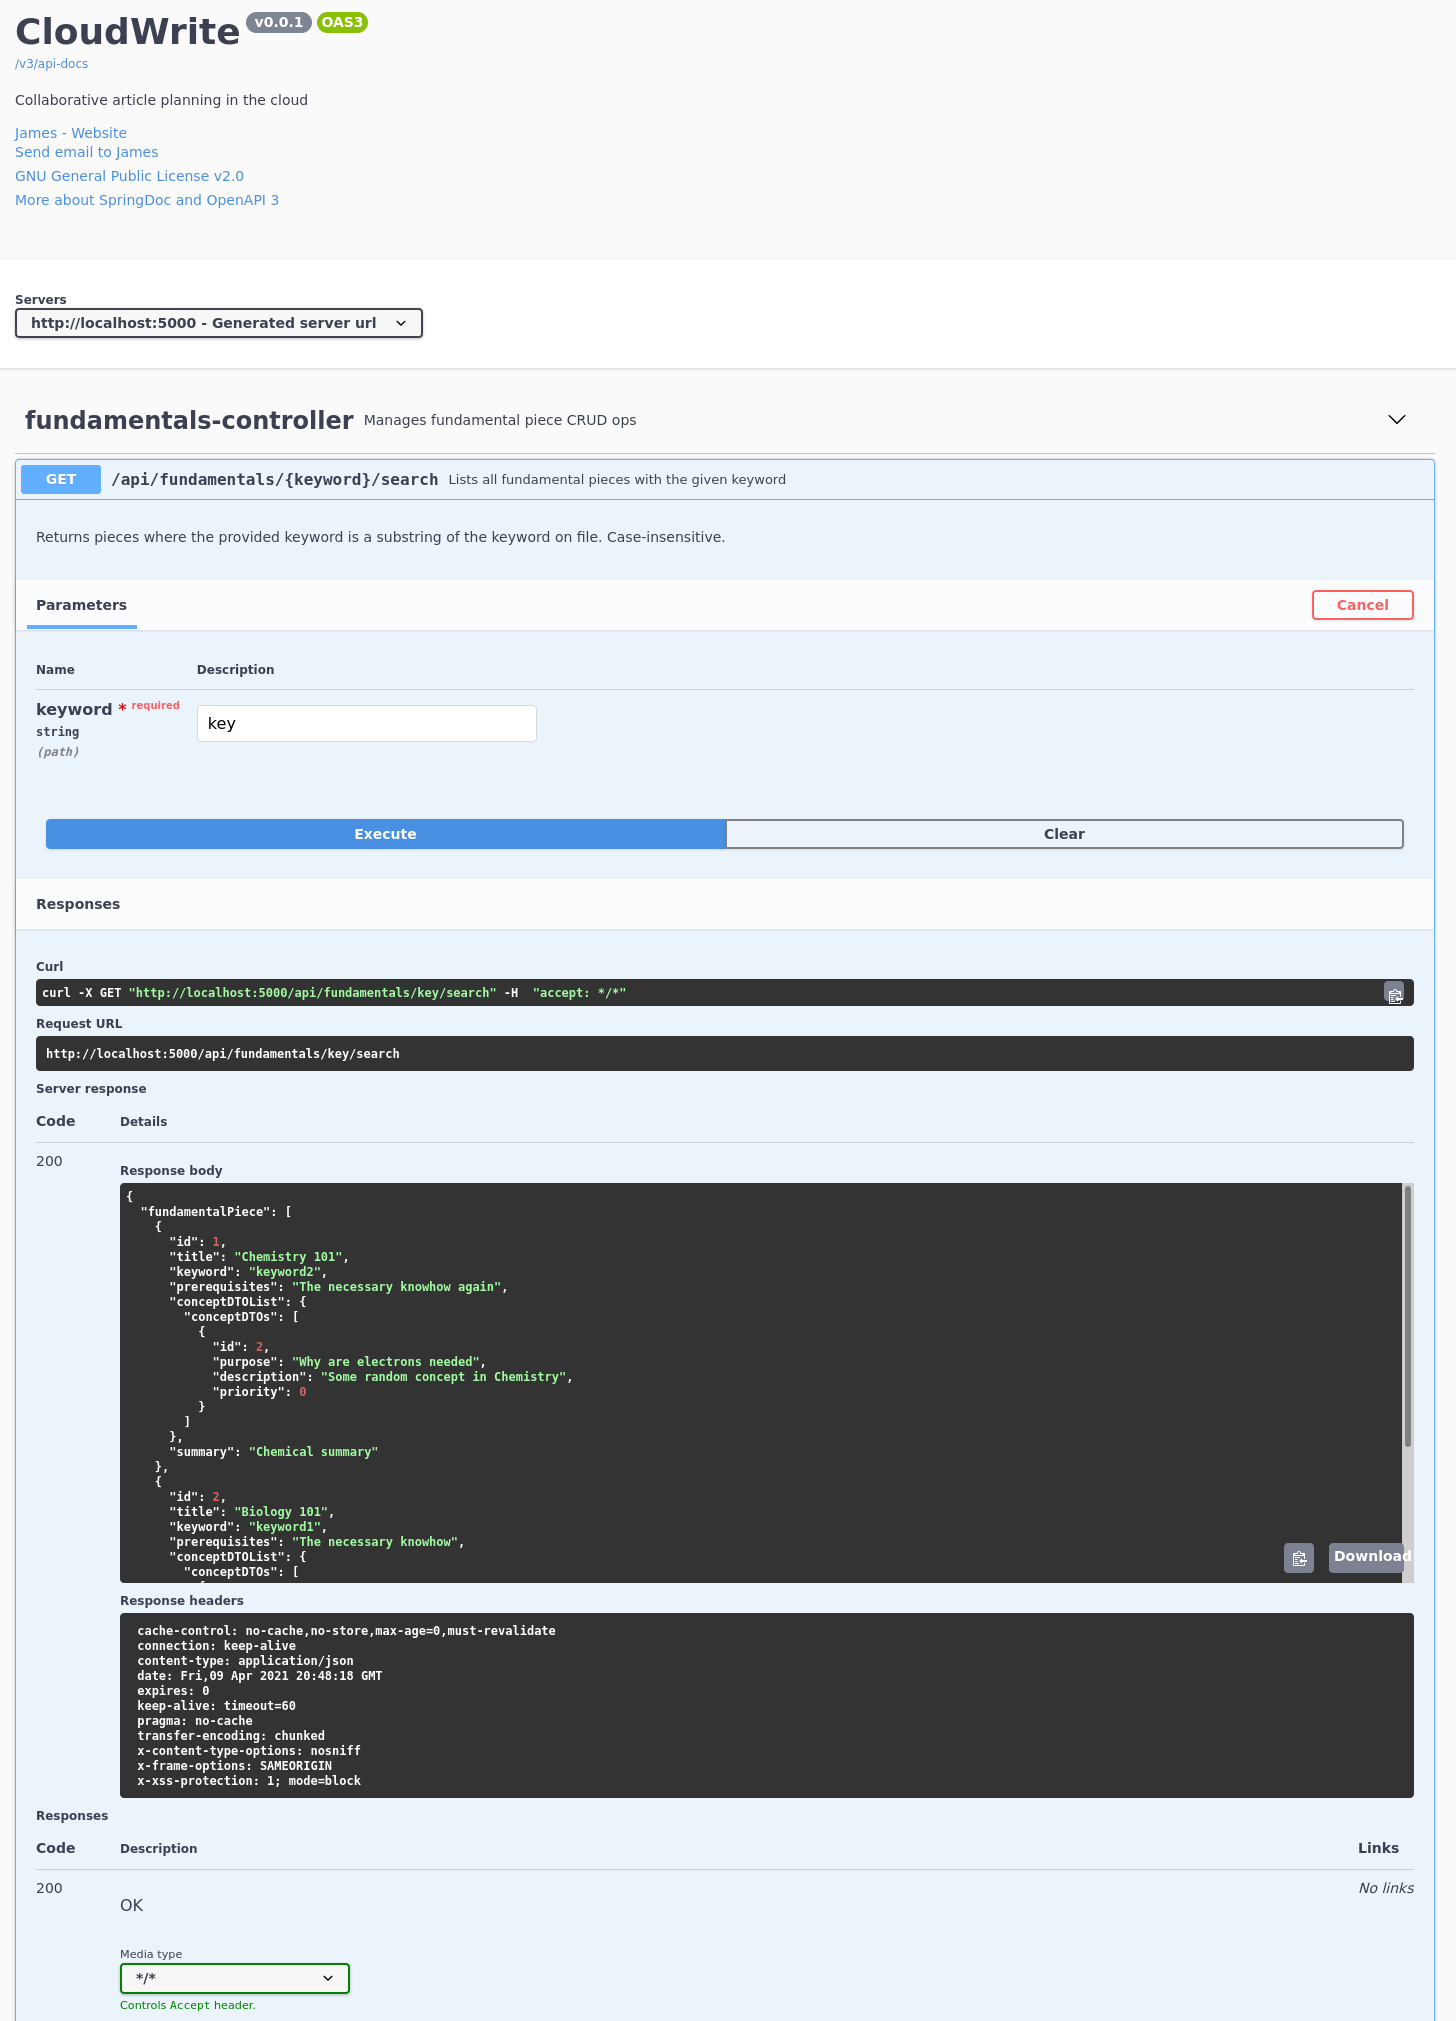 CloudWrite v0.0.1 OAS3
/v3/api-docs
Collaborative article planning in the cloud
James - Website
Send email to James
GNU General Public License v2.0
More about SpringDoc and OpenAPI 3
Servers
http://localhost:5000 - Generated server url
fundamentals-controller Manages fundamental piece CRUD ops
GET /api/fundamentals/{keyword}/search Lists all fundamental pieces with the given keyword
Returns pieces where the provided keyword is a substring of the keyword on file. Case-insensitive.
Parameters Cancel
Name Description
keyword * required
string
(path)
key
Execute Clear
Responses
Curl
curl -X GET "http://localhost:5000/api/fundamentals/key/search" -H  "accept: */*"
Request URL
http://localhost:5000/api/fundamentals/key/search
Server response
Code Details
200
Response body
{
  "fundamentalPiece": [
    {
      "id": 1,
      "title": "Chemistry 101",
      "keyword": "keyword2",
      "prerequisites": "The necessary knowhow again",
      "conceptDTOList": {
        "conceptDTOs": [
          {
            "id": 2,
            "purpose": "Why are electrons needed",
            "description": "Some random concept in Chemistry",
            "priority": 0
          }
        ]
      },
      "summary": "Chemical summary"
    },
    {
      "id": 2,
      "title": "Biology 101",
      "keyword": "keyword1",
      "prerequisites": "The necessary knowhow",
      "conceptDTOList": {
        "conceptDTOs": [
Download
Response headers
cache-control: no-cache,no-store,max-age=0,must-revalidate
connection: keep-alive
content-type: application/json
date: Fri,09 Apr 2021 20:48:18 GMT
expires: 0
keep-alive: timeout=60
pragma: no-cache
transfer-encoding: chunked
x-content-type-options: nosniff
x-frame-options: SAMEORIGIN
x-xss-protection: 1; mode=block
Responses
Code Description Links
200 OK No links
Media type
*/*
Controls Accept header.